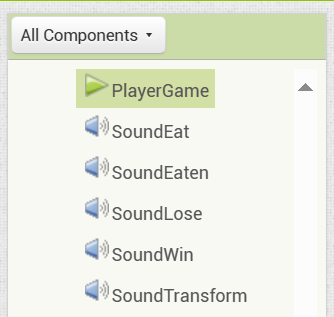 All Components
PlayerGame
SoundEat
SoundEaten
SoundLose
SoundWin
SoundTransform